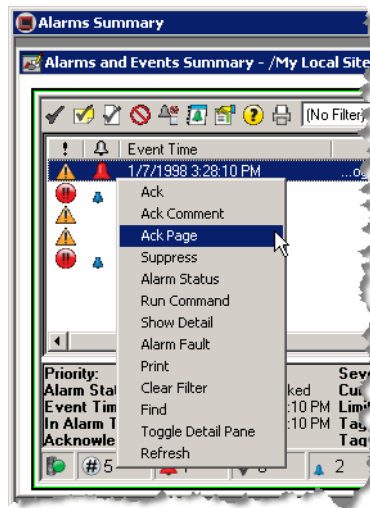 Alarms Summary
Alarms and Events Summary - /My Local Site
(No Filter)
! Event Time
1/7/1998 3:28:10 PM ...og
Ack
Ack Comment
Ack Page
Suppress
Alarm Status
Run Command
Show Detail
Alarm Fault
Print
Clear Filter
Find
Toggle Detail Pane
Refresh
Priority: Sev
Alarm Stat ked Cu
Event Tim :10 PM Limi
In Alarm T :10 PM Tag
Acknowle Tag
#5 2